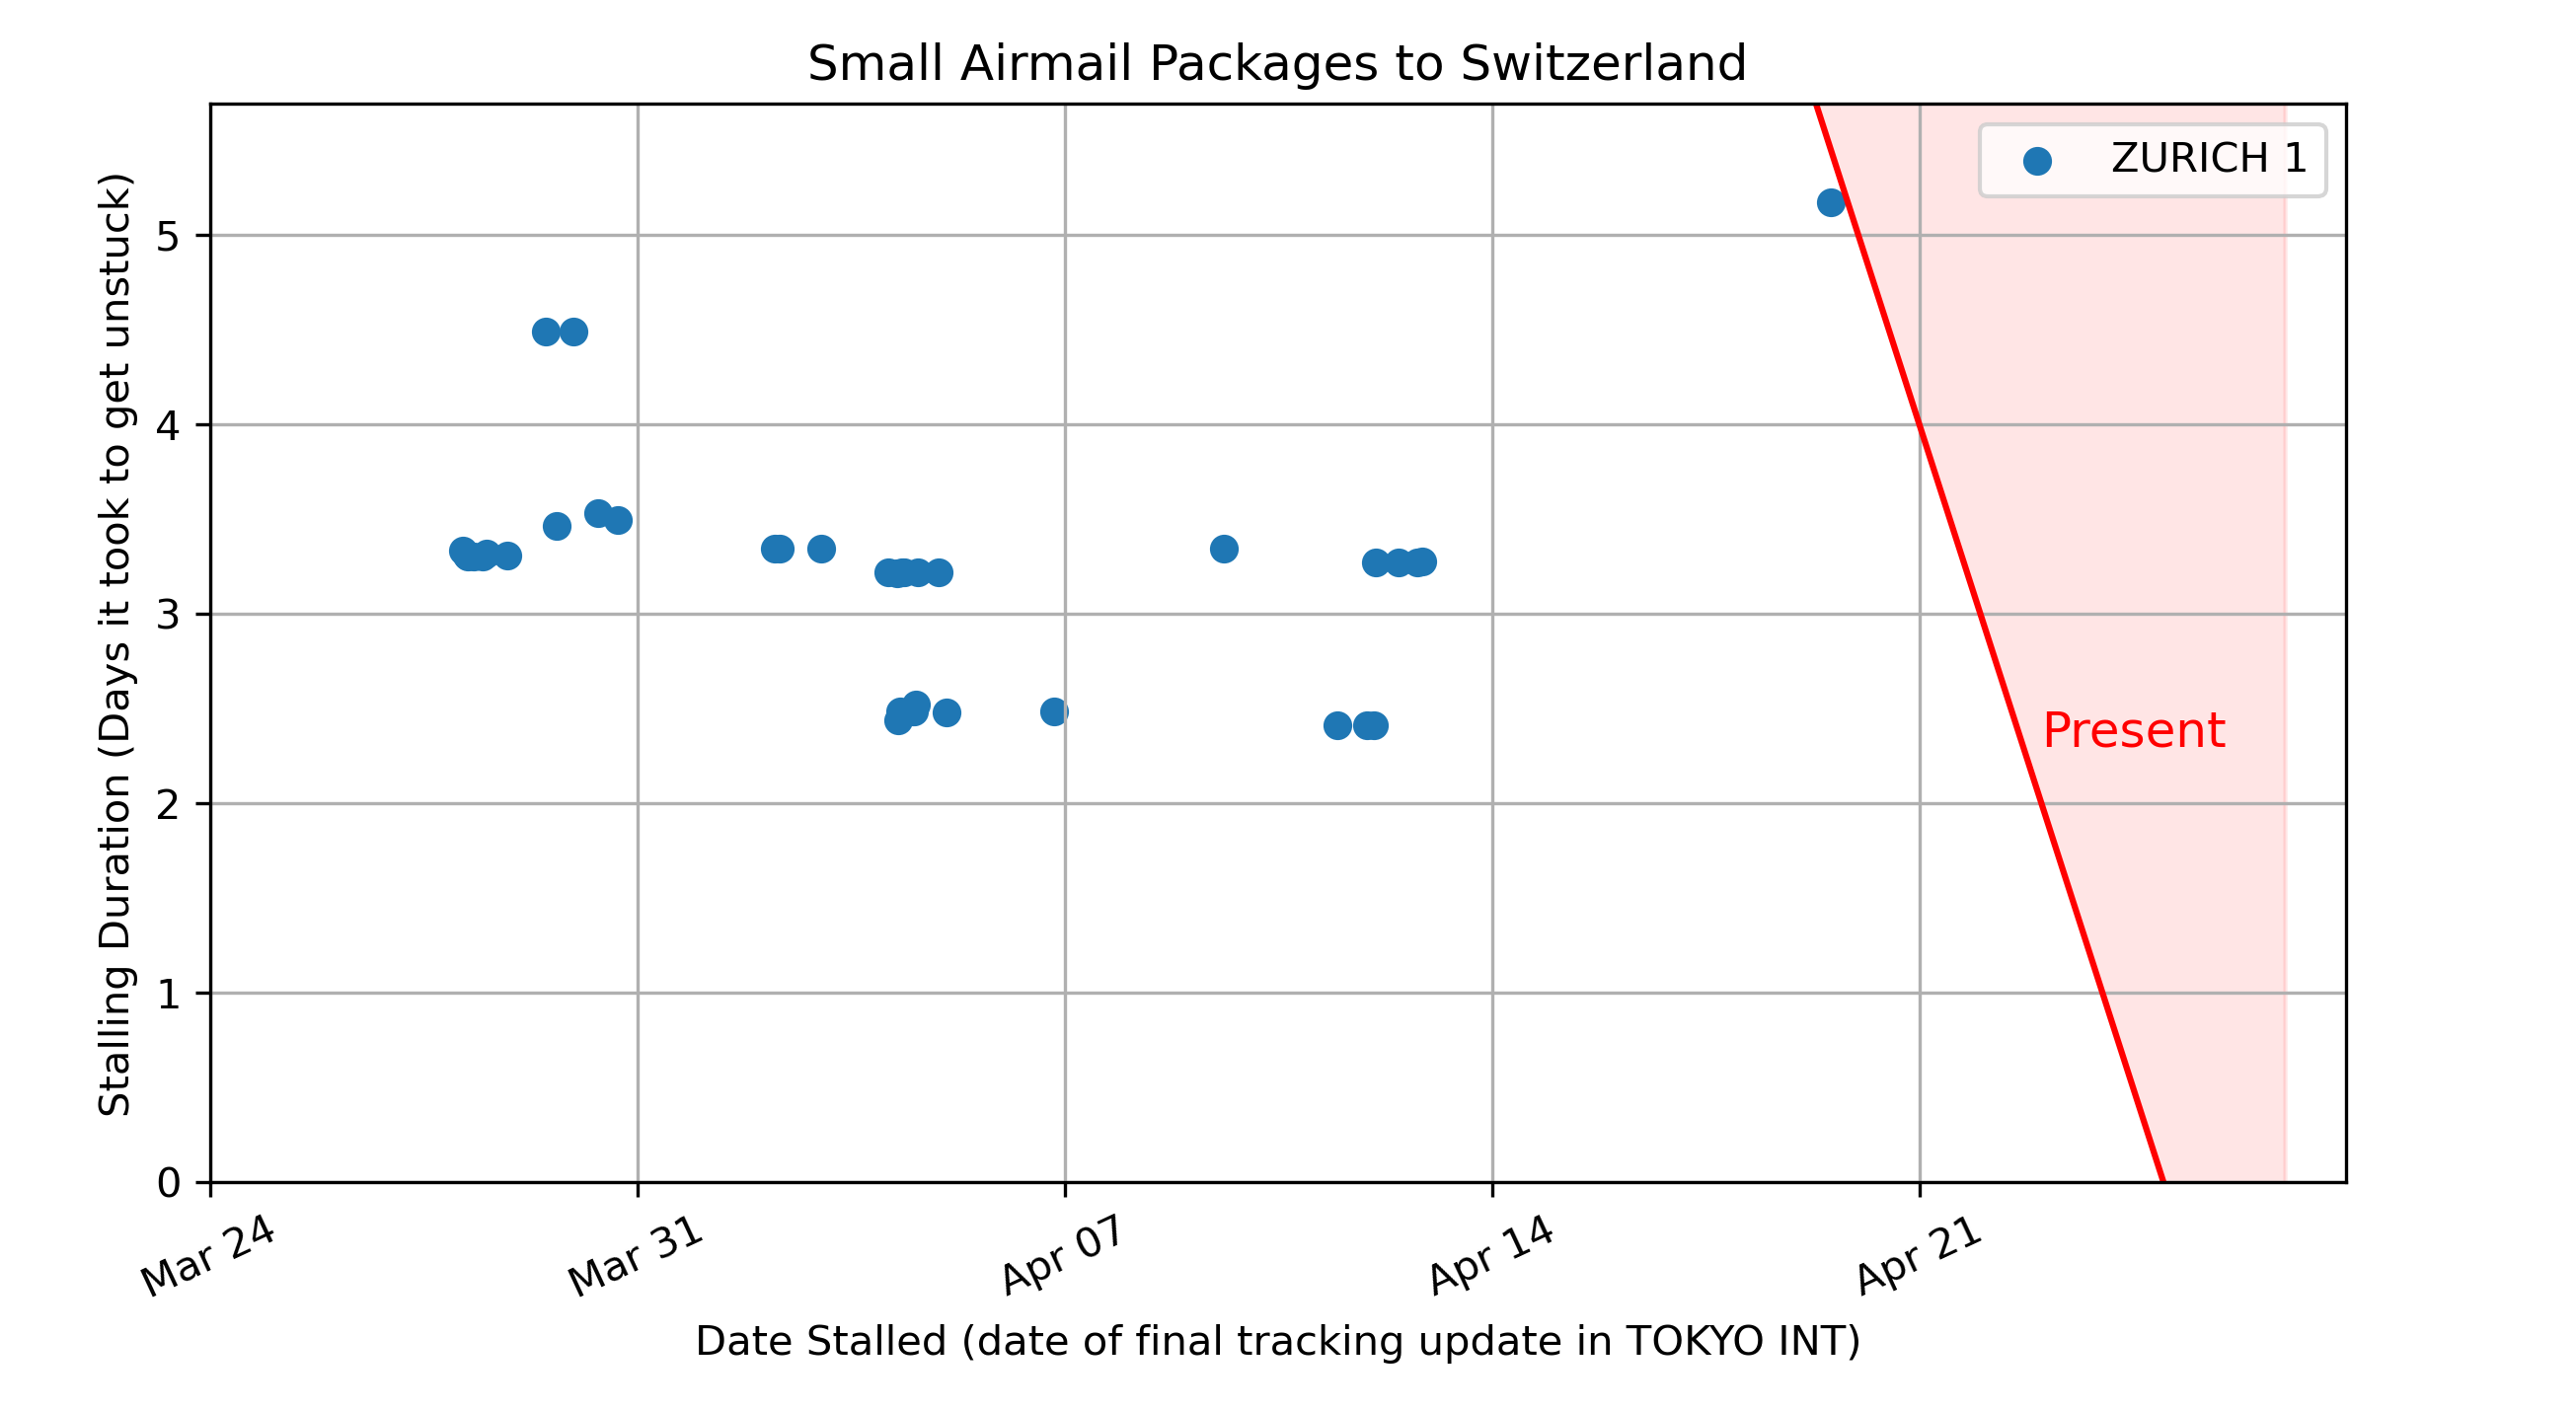 Small Airmail Packages to Switzerland
ZURICH 1
Stalling Duration (Days it took to get unstuck)
5
4
3
2
1
0
Present
Mar 24
Mar 31
Apr 07
Apr 14
Apr 21
Date Stalled (date of final tracking update in TOKYO INT)